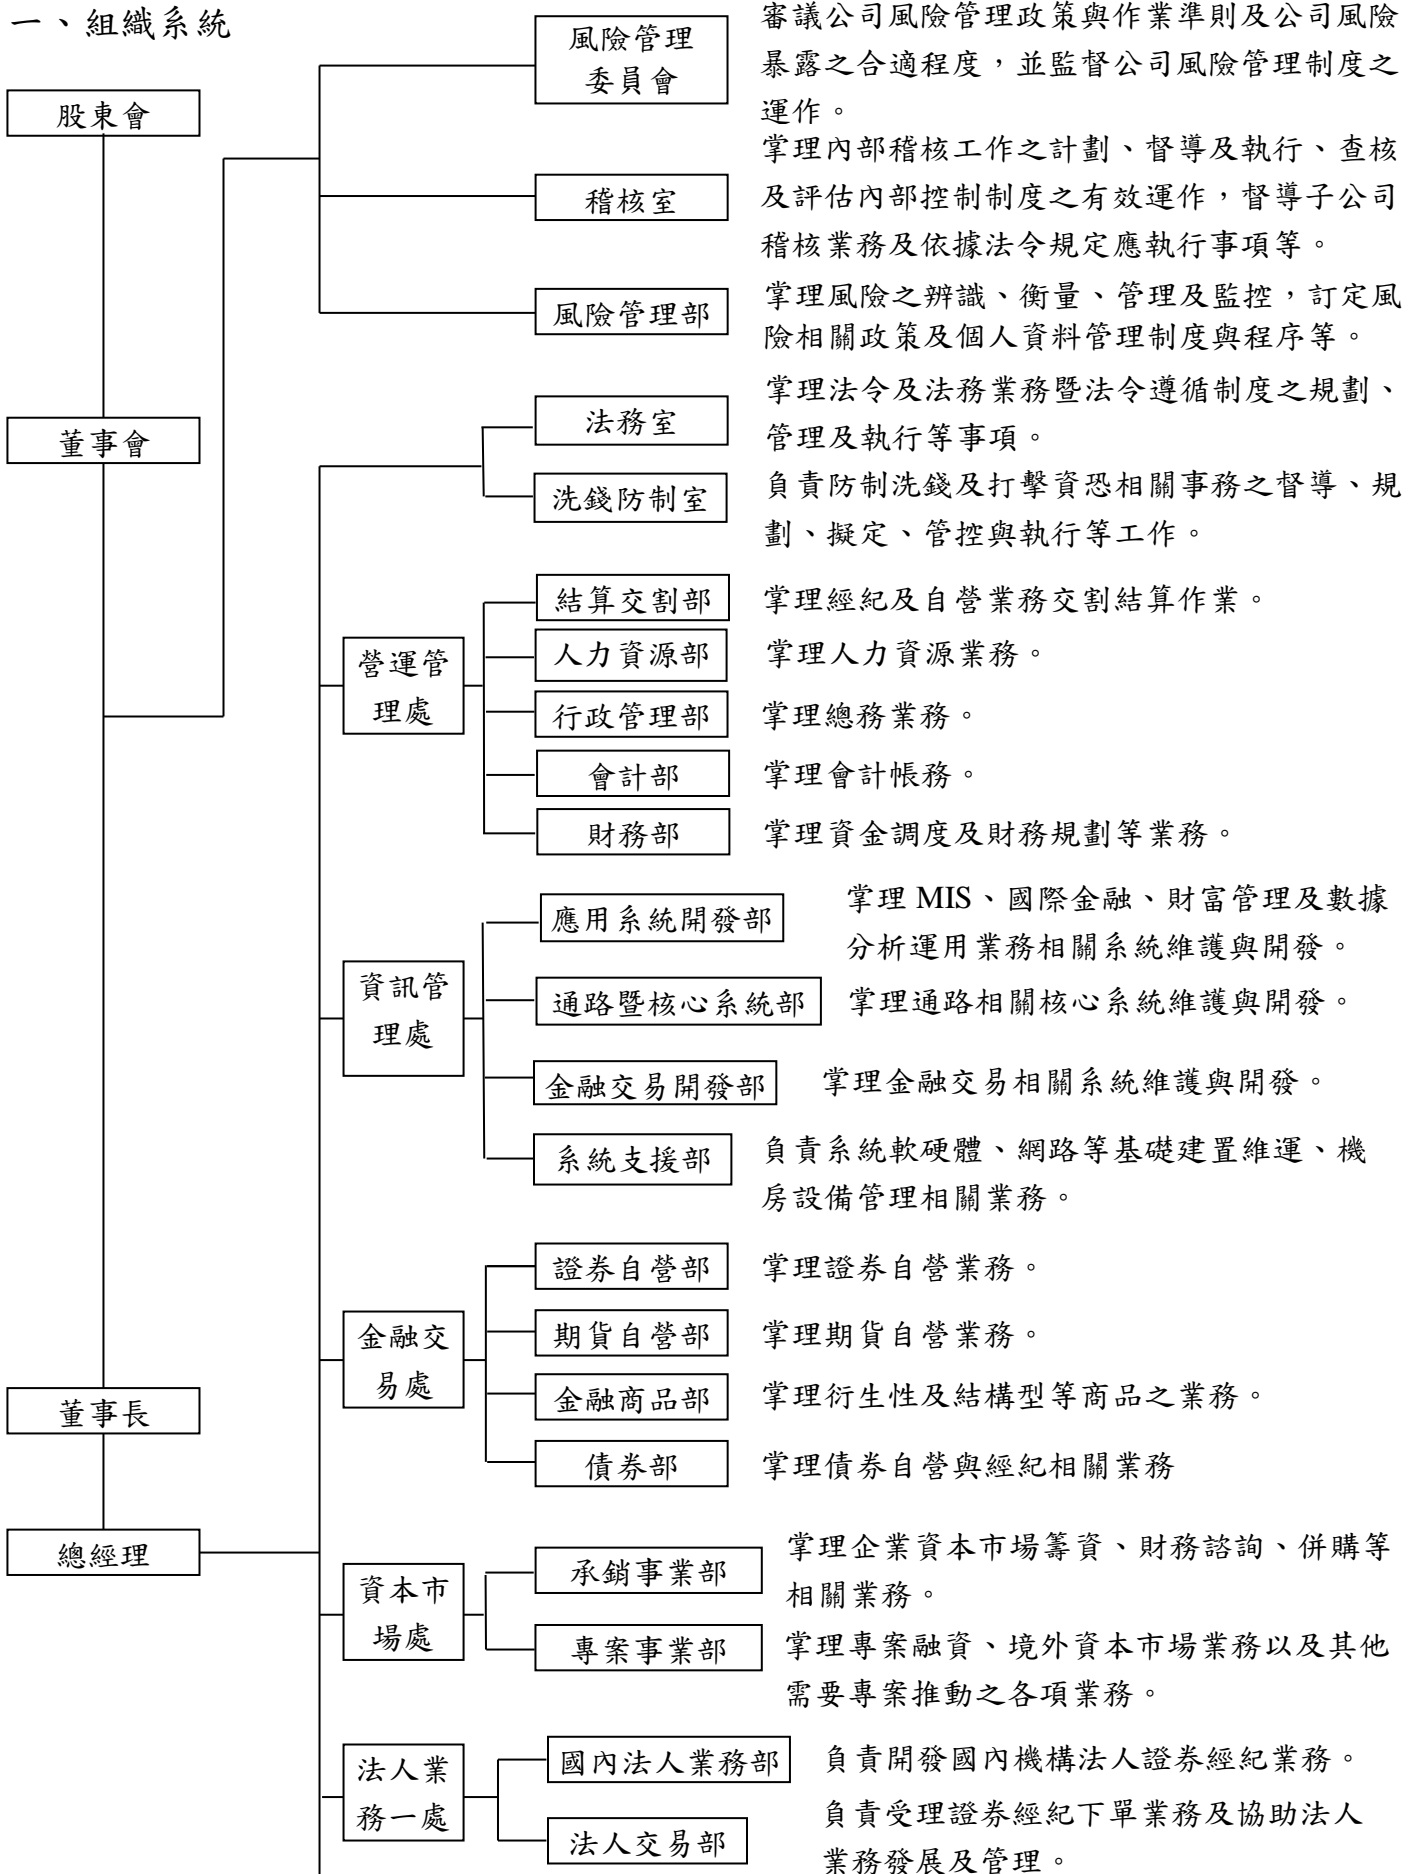 一、組織系統
股東會
董事會
董事長
總經理
風險管理
委員會
審議公司風險管理政策與作業準則及公司風險
暴露之合適程度，並監督公司風險管理制度之
運作。
稽核室
掌理內部稽核工作之計劃、督導及執行、查核
及評估內部控制制度之有效運作，督導子公司
稽核業務及依據法令規定應執行事項等。
風險管理部
掌理風險之辨識、衡量、管理及監控，訂定風
險相關政策及個人資料管理制度與程序等。
法務室
掌理法令及法務業務暨法令遵循制度之規劃、
管理及執行等事項。
洗錢防制室
負責防制洗錢及打擊資恐相關事務之督導、規
劃、擬定、管控與執行等工作。
營運管
理處
結算交割部
掌理經紀及自營業務交割結算作業。
人力資源部
掌理人力資源業務。
行政管理部
掌理總務業務。
會計部
掌理會計帳務。
財務部
掌理資金調度及財務規劃等業務。
資訊管
理處
應用系統開發部
掌理 MIS、國際金融、財富管理及數據
分析運用業務相關系統維護與開發。
通路暨核心系統部
掌理通路相關核心系統維護與開發。
金融交易開發部
掌理金融交易相關系統維護與開發。
系統支援部
負責系統軟硬體、網路等基礎建置維運、機
房設備管理相關業務。
金融交
易處
證券自營部
掌理證券自營業務。
期貨自營部
掌理期貨自營業務。
金融商品部
掌理衍生性及結構型等商品之業務。
債券部
掌理債券自營與經紀相關業務
資本市
場處
承銷事業部
掌理企業資本市場籌資、財務諮詢、併購等
相關業務。
專案事業部
掌理專案融資、境外資本市場業務以及其他
需要專案推動之各項業務。
法人業
務一處
國內法人業務部
負責開發國內機構法人證券經紀業務。
法人交易部
負責受理證券經紀下單業務及協助法人
業務發展及管理。